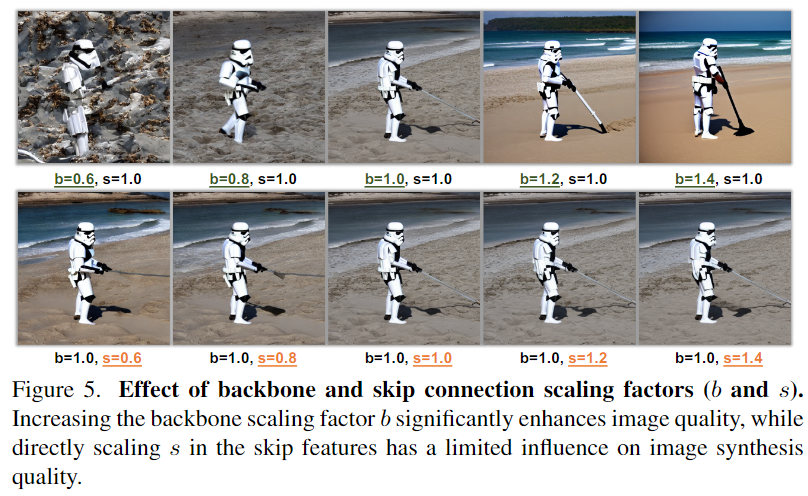 b=0.6, s=1.0 b=0.8, s=1.0 b=1.0, s=1.0 b=1.2, s=1.0 b=1.4, s=1.0
b=1.0, s=0.6 b=1.0, s=0.8 b=1.0, s=1.0 b=1.0, s=1.2 b=1.0, s=1.4
Figure 5. Effect of backbone and skip connection scaling factors (b and s).
Increasing the backbone scaling factor b significantly enhances image quality, while
directly scaling s in the skip features has a limited influence on image synthesis
quality.